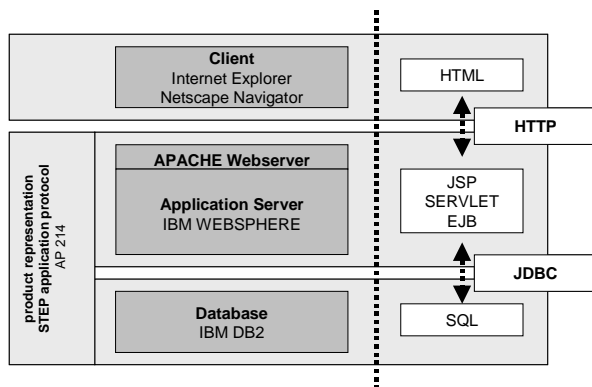 Client
Internet Explorer
Netscape Navigator
HTML
HTTP
product representation
STEP application protocol
AP 214
APACHE Webserver
Application Server
IBM WEBSPHERE
JSP
SERVLET
EJB
JDBC
Database
IBM DB2
SQL